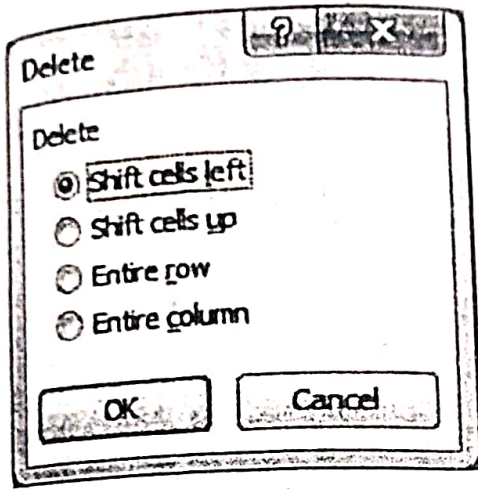 Delete
Delete
Shift cells left
Shift cells up
Entire row
Entire column
OK
Cancel